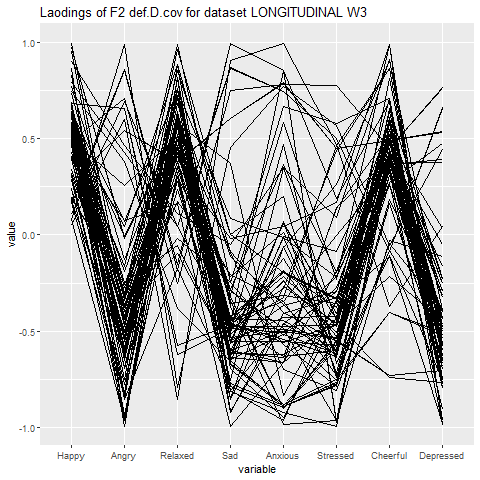 Laodings of F2 def.D.cov for dataset LONGITUDINAL W3
1.0
0.5
0.0
-0.5
-1.0
value
Happy Angry Relaxed Sad Anxious Stressed Cheerful Depressed
variable